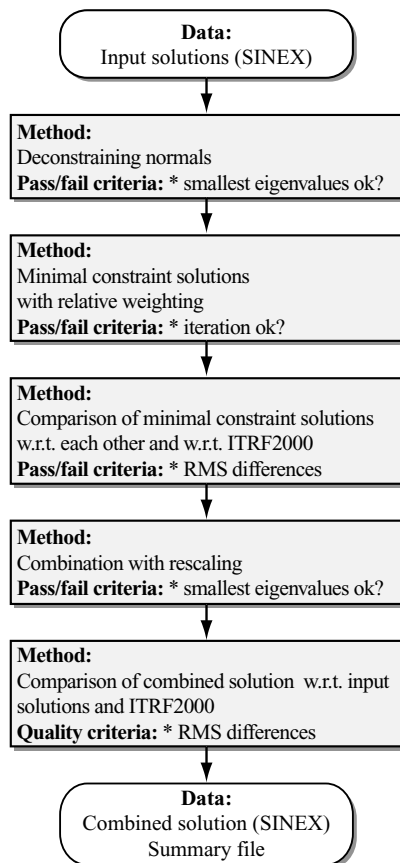 Data:
Input solutions (SINEX)
Method:
Deconstraining normals
Pass/fail criteria: * smallest eigenvalues ok?
Method:
Minimal constraint solutions
with relative weighting
Pass/fail criteria: * iteration ok?
Method:
Comparison of minimal constraint solutions
w.r.t. each other and w.r.t. ITRF2000
Pass/fail criteria: * RMS differences
Method:
Combination with rescaling
Pass/fail criteria: * smallest eigenvalues ok?
Method:
Comparison of combined solution w.r.t. input
solutions and ITRF2000
Quality criteria: * RMS differences
Data:
Combined solution (SINEX)
Summary file